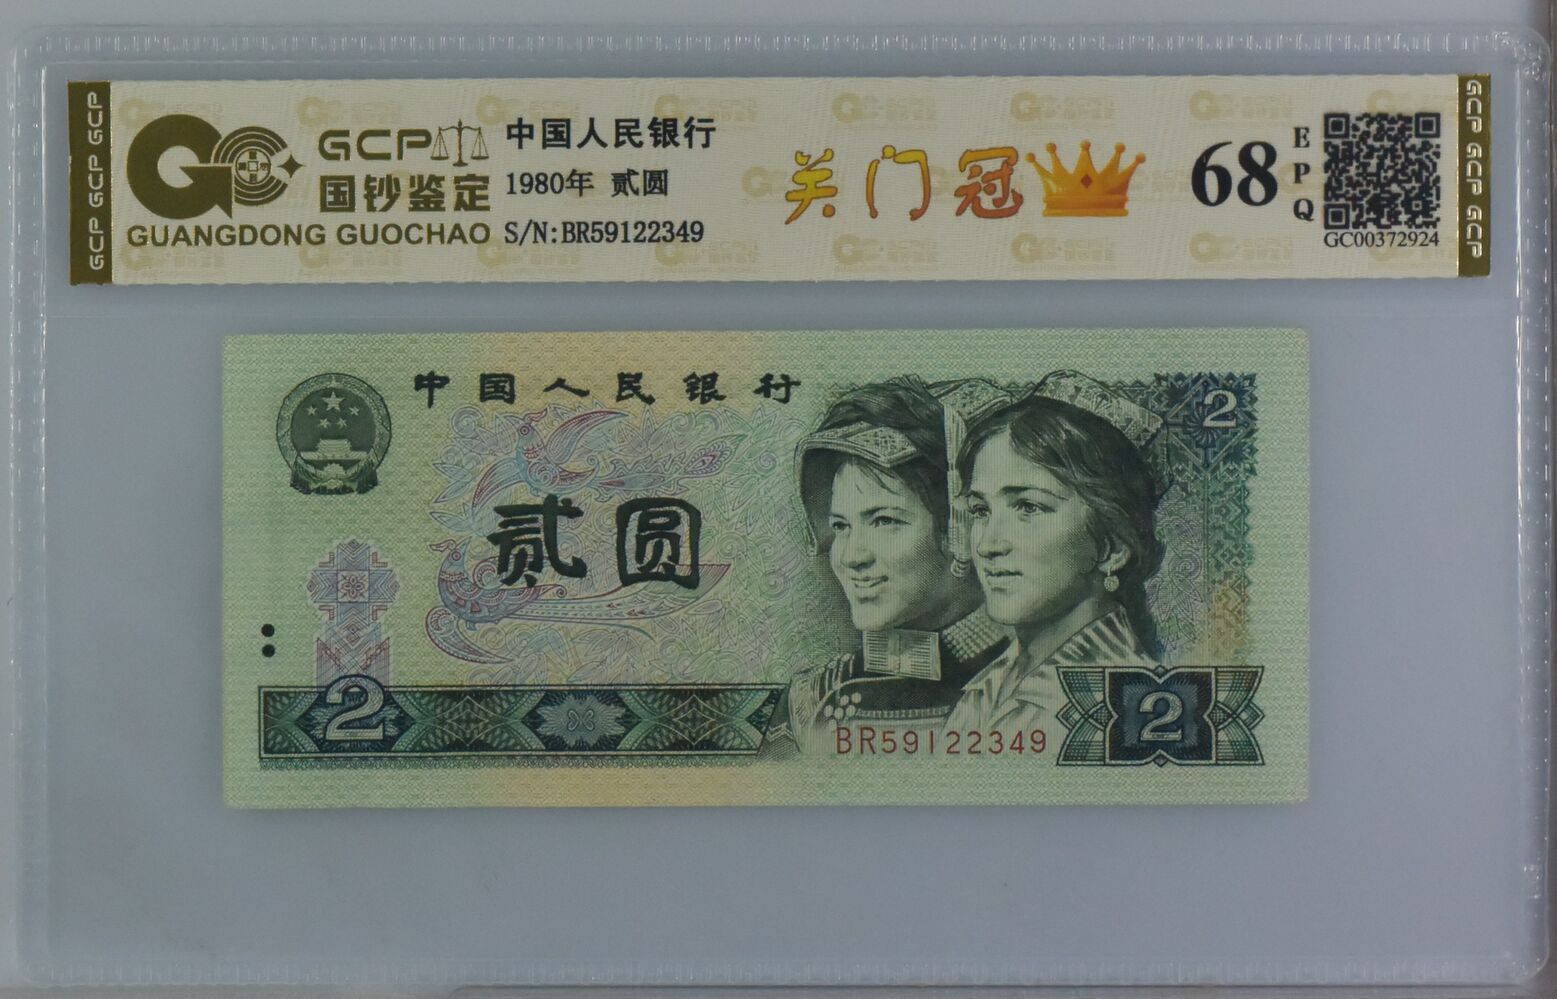 GCP GCP GCP
GCP
国钞鉴定
GUANGDONG GUOCHAO
中国人民银行
1980年 贰圆
S/N:BR59122349
关门冠
68
EPQ
GC00372924
GCP GCP GCP
中国人民银行
2
贰圆
2
BR59122349
2